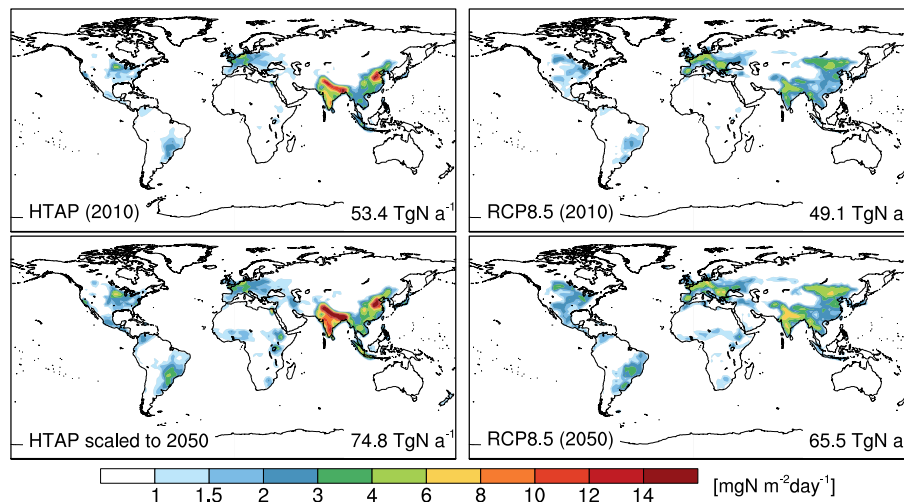 HTAP (2010) 53.4 TgN a⁻¹
RCP8.5 (2010) 49.1 TgN a
HTAP scaled to 2050 74.8 TgN a⁻¹
RCP8.5 (2050) 65.5 TgN a
1 1.5 2 3 4 6 8 10 12 14 [mgN m⁻²day⁻¹]